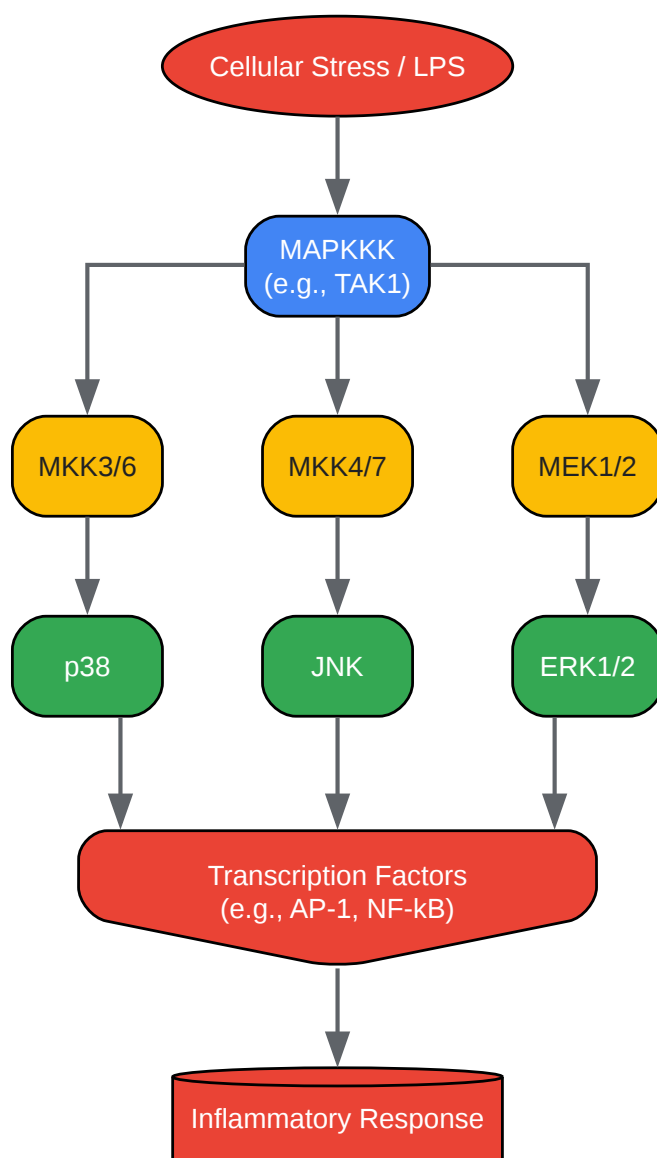 Cellular Stress / LPS
MAPKKK
(e.g., TAK1)
MKK3/6
MKK4/7
MEK1/2
p38
JNK
ERK1/2
Transcription Factors
(e.g., AP-1, NF-kB)
Inflammatory Response